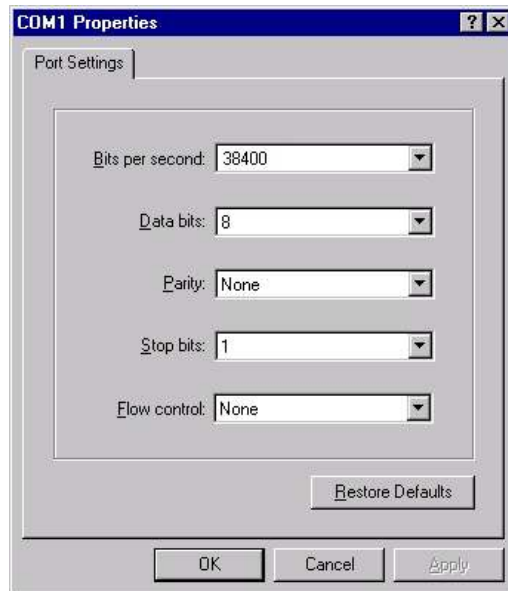 COM1 Properties
Port Settings
Bits per second: 38400
Data bits: 8
Parity: None
Stop bits: 1
Flow control: None
Restore Defaults
OK Cancel Apply